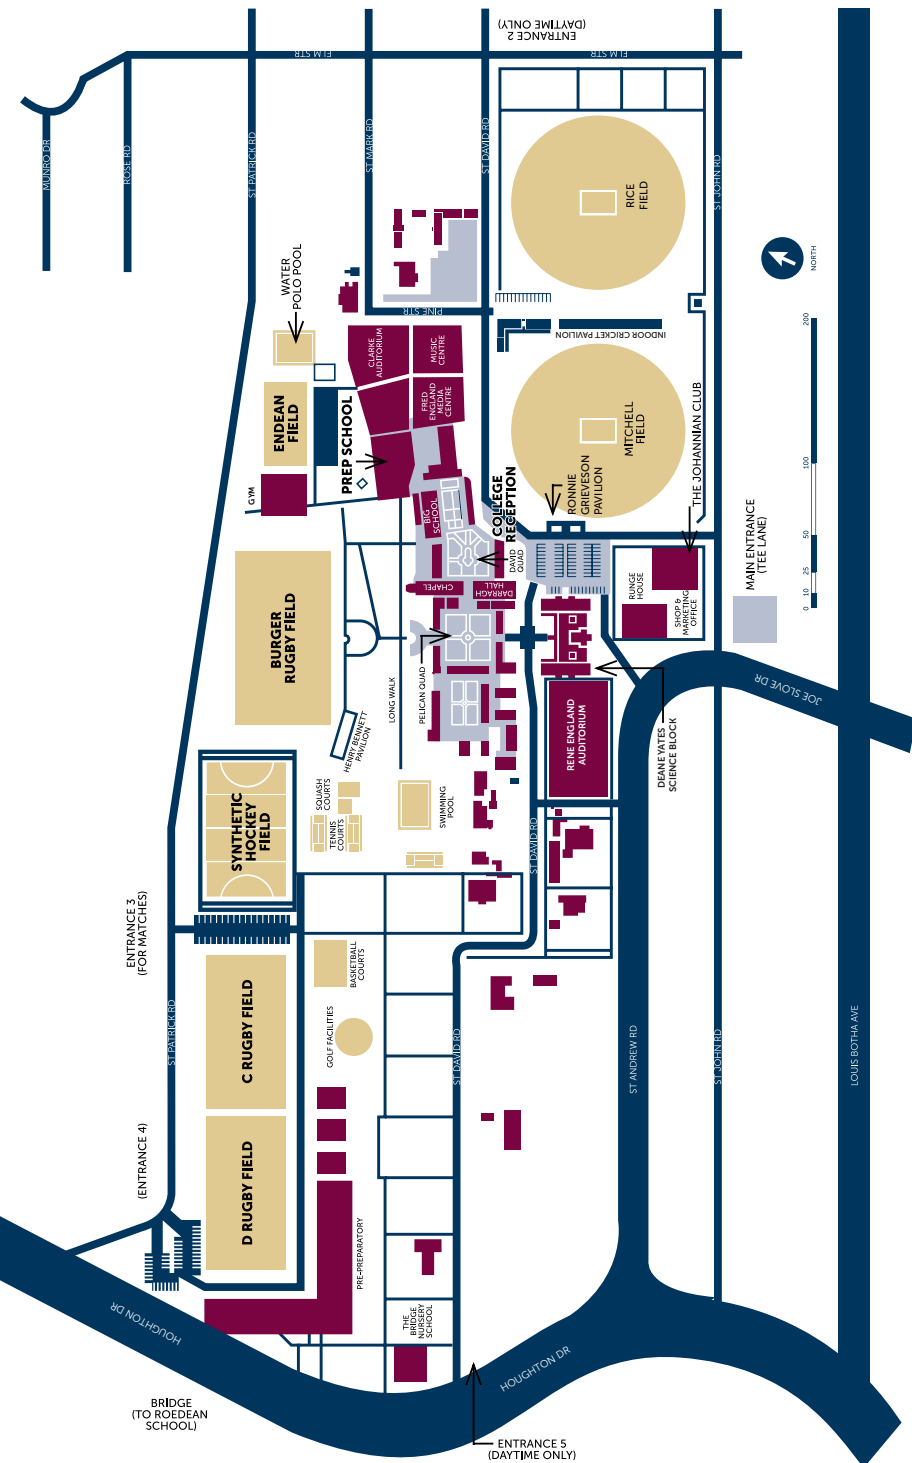 ENTRANCE 2
(DAYTIME ONLY)
ELM STR
ELM STR
MUNRO DR
ROSE RD
ST PATRICK RD
ST MARK RD
ST DAVID RD
ST JOHN RD
RICE
FIELD
NORTH
WATER
POLO POOL
PINE STR
INDOOR CRICKET PAVILION
CLARKE
AUDITORIUM
MUSIC
CENTRE
FRED
ENGLAND
MEDIA
CENTRE
ENDEAN
FIELD
PREP SCHOOL
MITCHELL
FIELD
200
100
50
25
10
0
THE JOHANNIAN CLUB
GYM
BIG
SCHOOL
COLLEGE
RECEPTION
RONNIE
GRIEVESON
PAVILION
DAVID
QUAD
MAIN ENTRANCE
(TEE LANE)
CHAPEL
DARRAGH
HALL
RUNGE
HOUSE
SHOP &
MARKETING
OFFICE
BURGER
RUGBY FIELD
LONG WALK
PELICAN QUAD
HENRY BENNETT
PAVILION
RENE ENGLAND
AUDITORIUM
DEANE YATES
SCIENCE BLOCK
JOE SLOVE DR
SYNTHETIC
HOCKEY
FIELD
SQUASH
COURTS
TENNIS
COURTS
SWIMMING
POOL
ST DAVID RD
ENTRANCE 3
(FOR MATCHES)
BASKETBALL
COURTS
C RUGBY FIELD
GOLF FACILITIES
ST PATRICK RD
ST DAVID RD
ST ANDREW RD
ST JOHN RD
LOUIS BOTHA AVE
(ENTRANCE 4)
D RUGBY FIELD
PRE-PREPARATORY
THE
BRIDGE
NURSERY
SCHOOL
HOUGHTON DR
HOUGHTON DR
BRIDGE
(TO ROEDEAN
SCHOOL)
ENTRANCE 5
(DAYTIME ONLY)